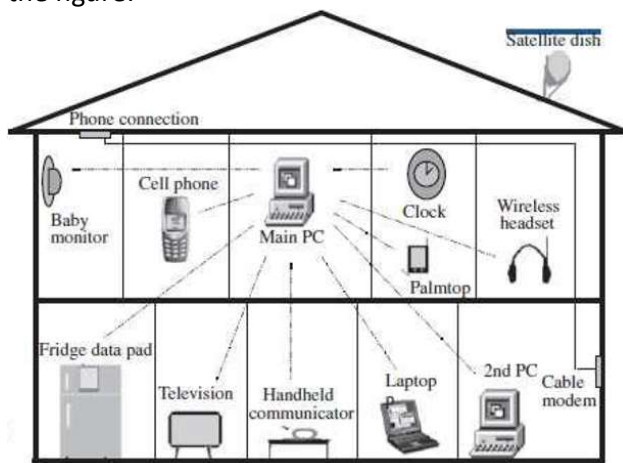 the figure.
Satellite dish
Phone connection
Cell phone
Baby
monitor
Main PC
Clock
Wireless
headset
Palmtop
Fridge data pad
Television
Handheld
communicator
Laptop
2nd PC
Cable
modem